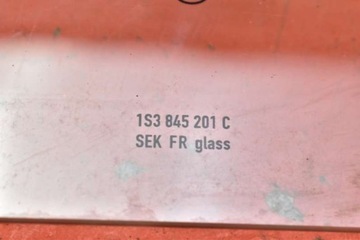 1S3 845 201 C
SEK FR glass